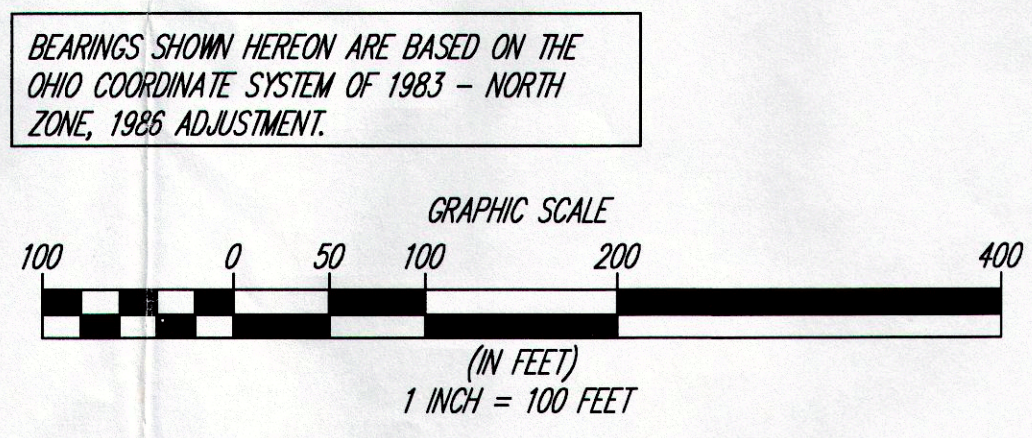 BEARINGS SHOWN HEREON ARE BASED ON THE
OHIO COORDINATE SYSTEM OF 1983 – NORTH
ZONE, 1986 ADJUSTMENT.
GRAPHIC SCALE
100 0 50 100 200 400
(IN FEET)
1 INCH = 100 FEET